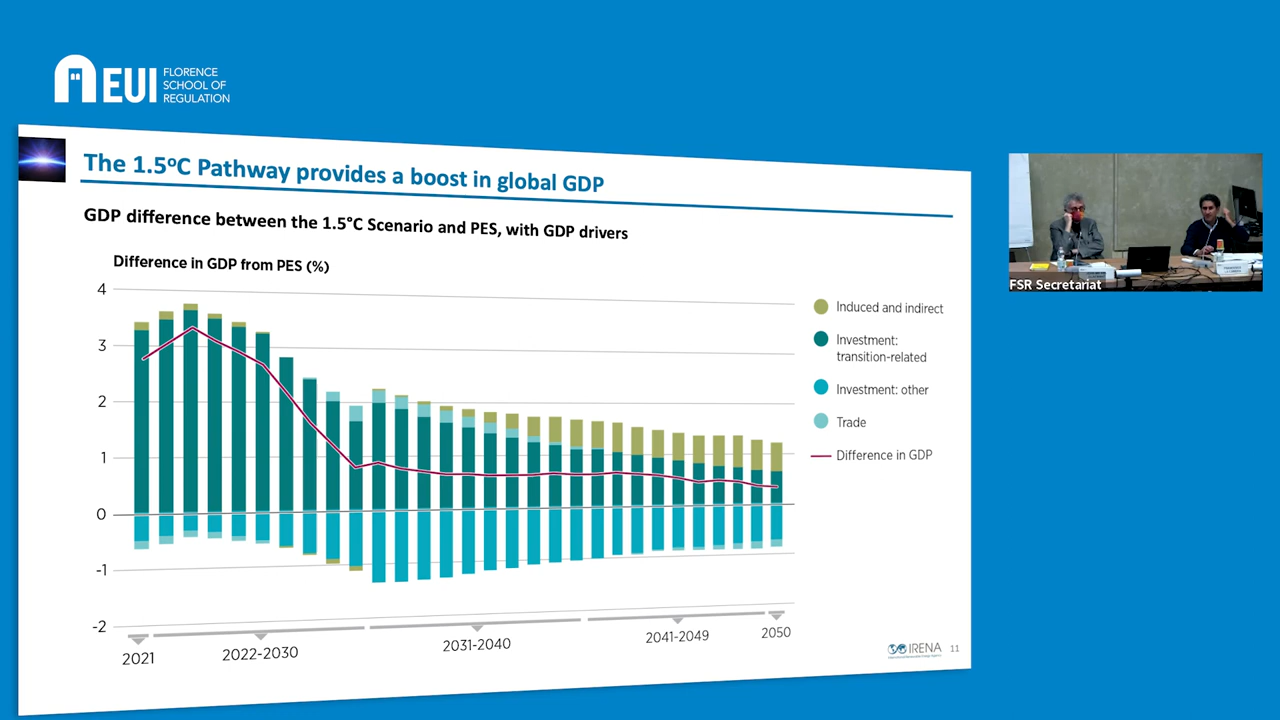 EUI
FLORENCE
SCHOOL OF
REGULATION
The 1.5°C Pathway provides a boost in global GDP
GDP difference between the 1.5°C Scenario and PES, with GDP drivers
Difference in GDP from PES (%)
4
3
2
1
0
-1
-2
2021
2022-2030
2031-2040
2041-2049
2050
Induced and indirect
Investment:
transition-related
Investment: other
Trade
Difference in GDP
IRENA
11
FSR Secretariat